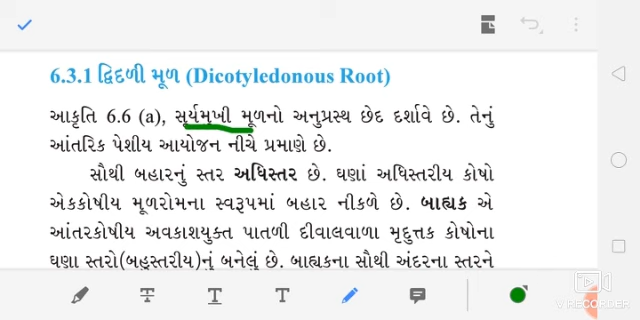 6.3.1 દ્વિદળી મૂળ (Dicotyledonous Root)
આકૃતિ 6.6 (a), સૂર્યમુખી મૂળનો અનુપ્રસ્થ છેદ દર્શાવે છે. તેનું
આંતરિક પેશીય આયોજન નીચે પ્રમાણે છે.
સૌથી બહારનું સ્તર અધિસ્તર છે. ઘણાં અધિસ્તરીય કોષો
એકકોષીય મૂળરોમના સ્વરૂપમાં બહાર નીકળે છે. બાહ્યક એ
આંતરકોષીય અવકાશયુક્ત પાતળી દીવાલવાળા મૃદુત્તક કોષોના
ઘણા સ્તરો(બહુસ્તરીય)નું બનેલું છે. બાહ્યકના સૌથી અંદરના સ્તરને
T T T
V RECORDER